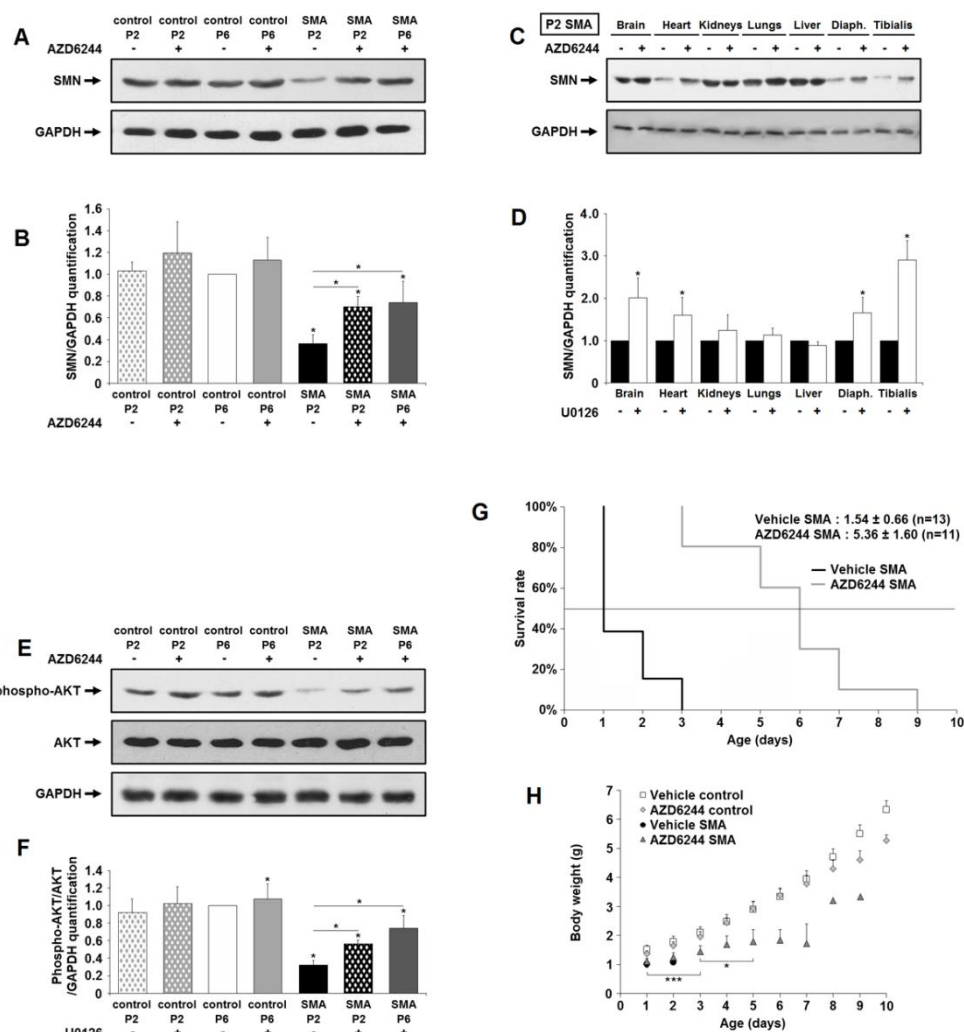 A
control control control control SMA SMA SMA
P2 P2 P6 P6 P2 P2 P6
AZD6244 - + - + - + +
SMN
GAPDH
B
SMN/GAPDH quantification
1.6
1.4
1.2
1.0
0.8
0.6
0.4
0.2
0
* * * * *
control control control control SMA SMA SMA
P2 P2 P6 P6 P2 P2 P6
AZD6244 - + - + - + +
C
P2 SMA
Brain Heart Kidneys Lungs Liver Diaph. Tibialis
AZD6244 - + - + - + - + - + - + - +
SMN
GAPDH
D
SMN/GAPDH quantification
4.0
3.0
2.0
1.0
0
* * * *
Brain Heart Kidneys Lungs Liver Diaph. Tibialis
U0126 - + - + - + - + - + - + - +
E
control control control control SMA SMA SMA
P2 P2 P6 P6 P2 P2 P6
AZD6244 - + - + - + +
phospho-AKT
AKT
GAPDH
F
Phospho-AKT/AKT
/GAPDH quantification
1.4
1.2
1.0
0.8
0.6
0.4
0.2
0
* * * * * *
control control control control SMA SMA SMA
P2 P2 P6 P6 P2 P2 P6
U0126 - + - + - + +
G
Survival rate
100%
80%
60%
40%
20%
0%
Vehicle SMA : 1.54 ± 0.66 (n=13)
AZD6244 SMA : 5.36 ± 1.60 (n=11)
Vehicle SMA
AZD6244 SMA
0 1 2 3 4 5 6 7 8 9 10
Age (days)
H
Body weight (g)
7
6
5
4
3
2
1
0
Vehicle control
AZD6244 control
Vehicle SMA
AZD6244 SMA
*** *
0 1 2 3 4 5 6 7 8 9 10
Age (days)